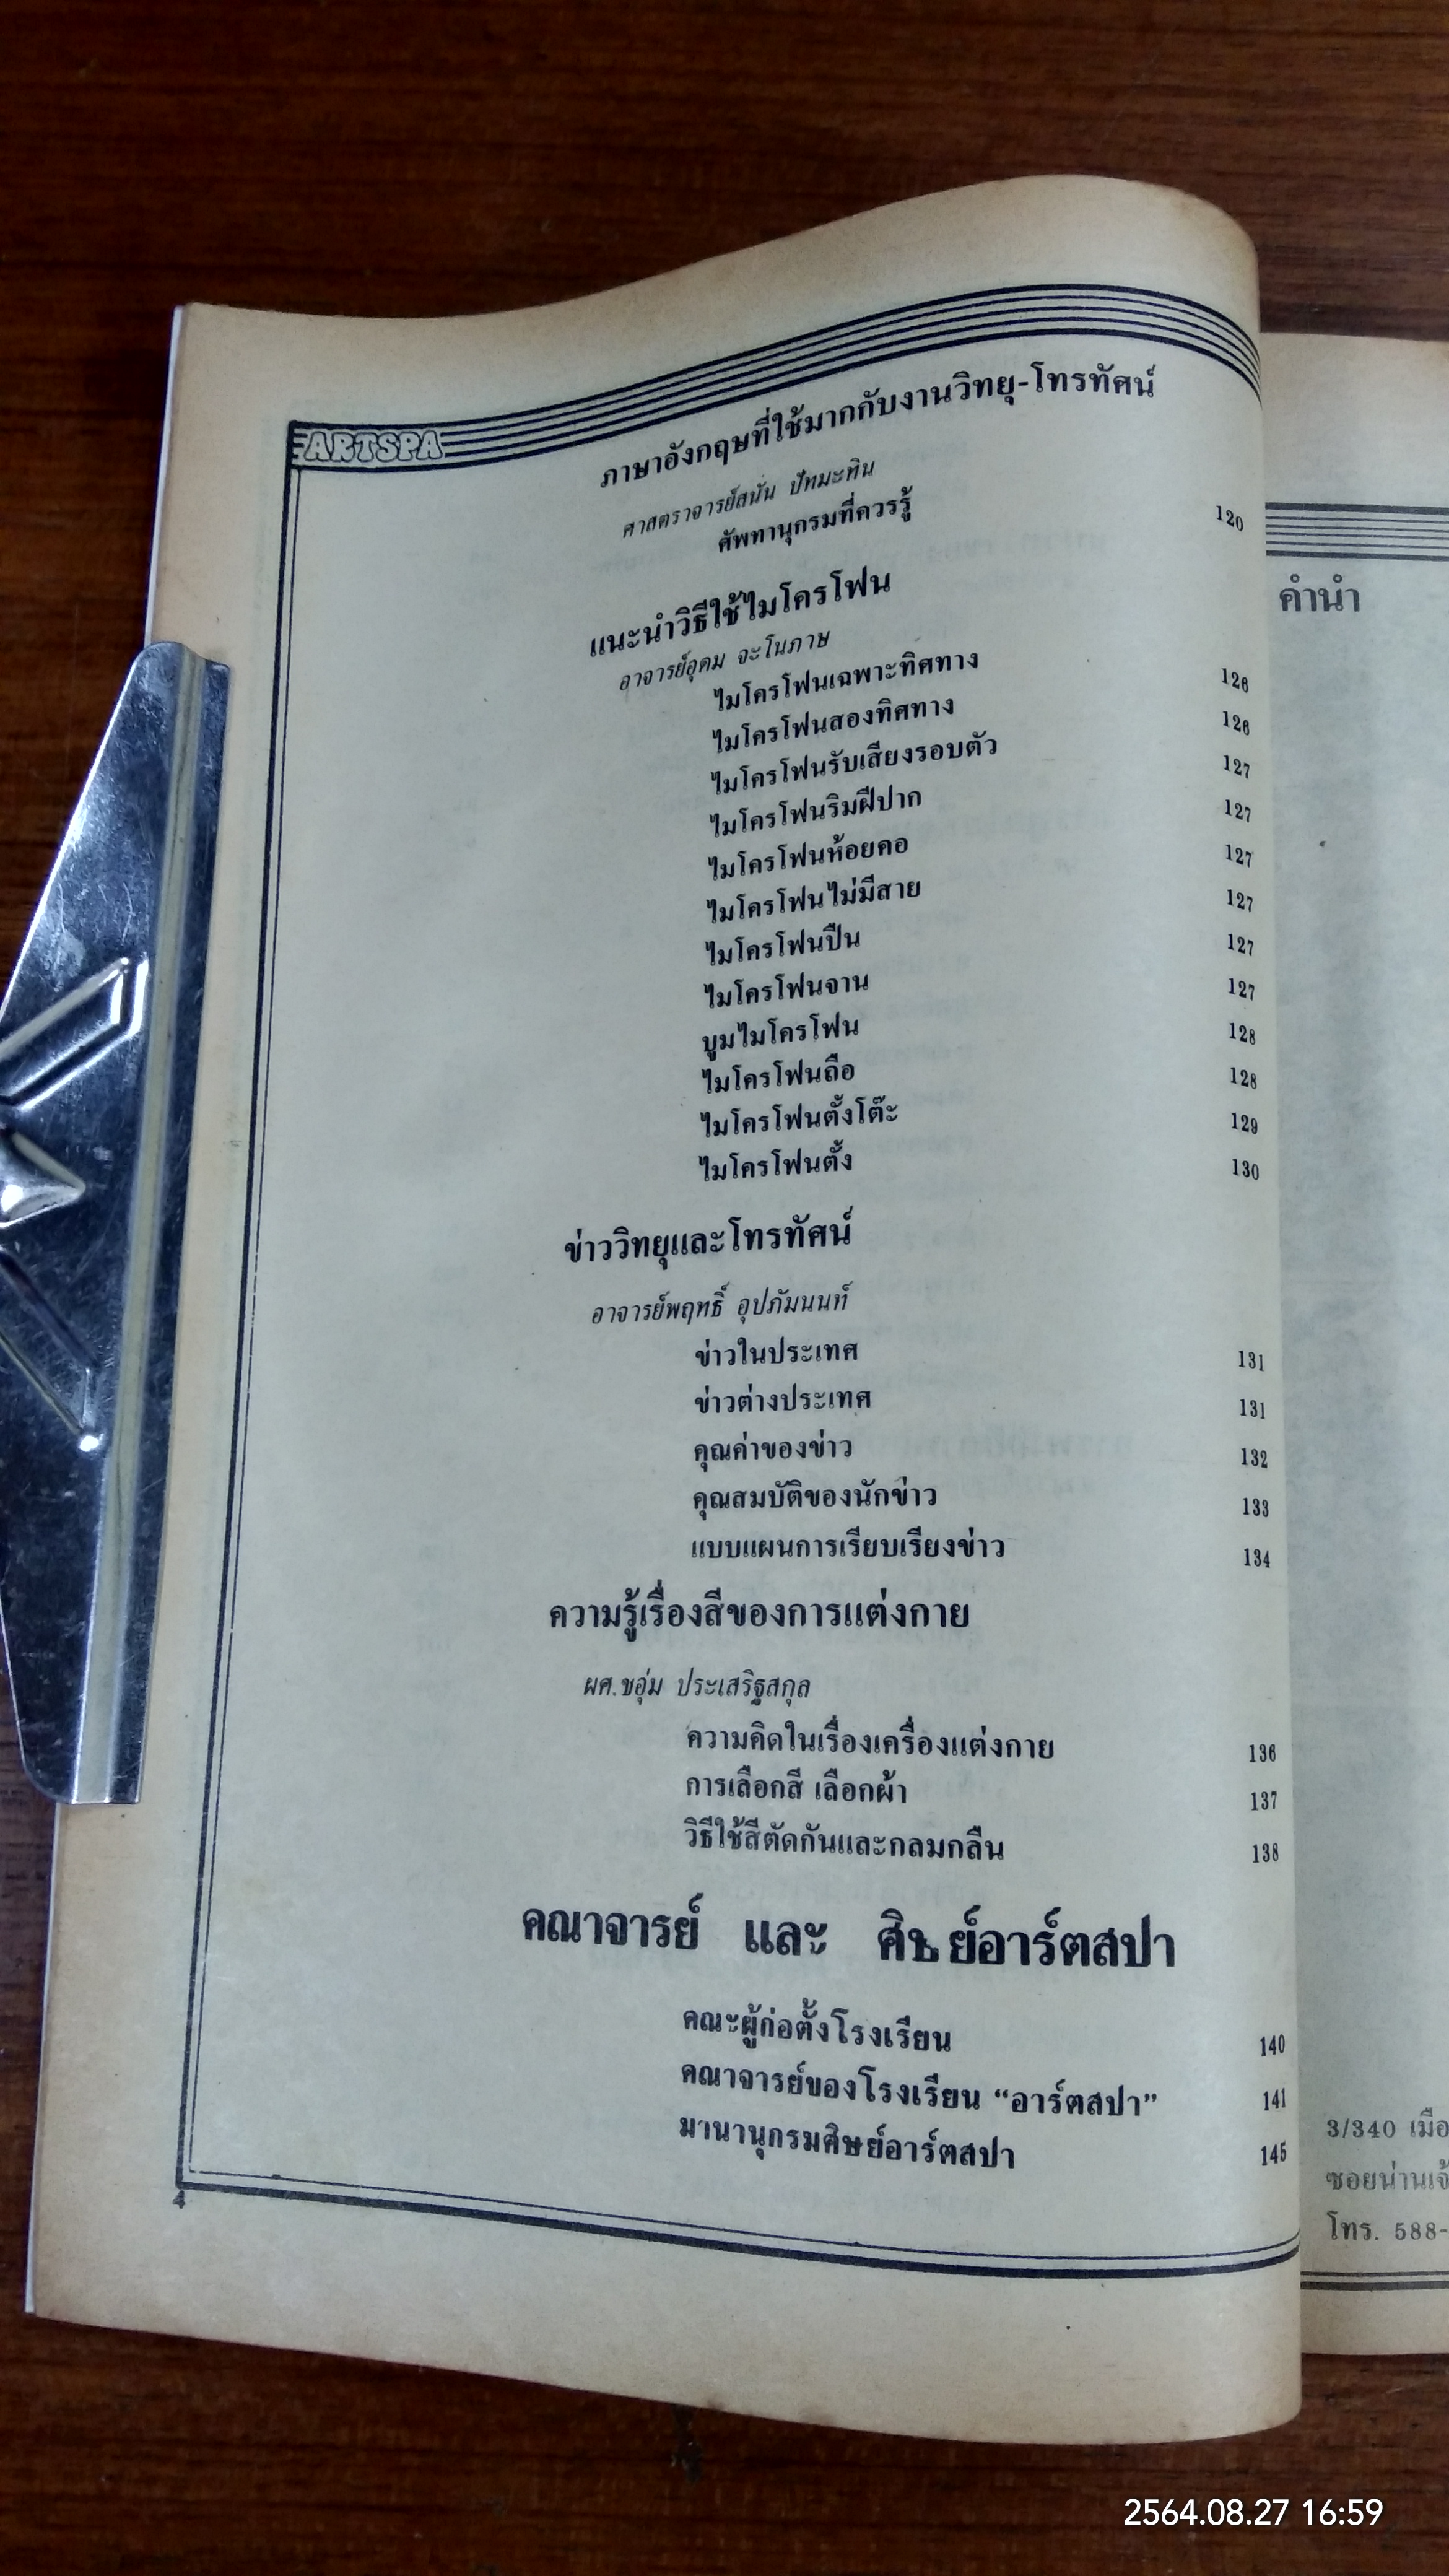 ARTSPA
ภาษาอังกฤษที่ใช้มากกับงานวิทยุ-โทรทัศน์
ศาสตราจารย์สนั่น ปัทมะทิน
ศัพทานุกรมที่ควรรู้ 120
แนะนำวิธีใช้ไมโครโฟน
อาจารย์อุดม จะโนภาษ
ไมโครโฟนเฉพาะทิศทาง 126
ไมโครโฟนสองทิศทาง 126
ไมโครโฟนรับเสียงรอบตัว 127
ไมโครโฟนริมฝีปาก 127
ไมโครโฟนห้อยคอ 127
ไมโครโฟนไม่มีสาย 127
ไมโครโฟนปืน 127
ไมโครโฟนจาน 127
บูมไมโครโฟน 128
ไมโครโฟนถือ 128
ไมโครโฟนตั้งโต๊ะ 129
ไมโครโฟนตั้ง 130
ข่าววิทยุและโทรทัศน์
อาจารย์พฤทธิ์ อุปภัมนนท์
ข่าวในประเทศ 131
ข่าวต่างประเทศ 131
คุณค่าของข่าว 132
คุณสมบัติของนักข่าว 133
แบบแผนการเรียบเรียงข่าว 134
ความรู้เรื่องสีของการแต่งกาย
ผศ.ชอุ่ม ประเสริฐสกุล
ความคิดในเรื่องเครื่องแต่งกาย 136
การเลือกสี เลือกผ้า 137
วิธีใช้สีตัดกันและกลมกลืน 138
คณาจารย์ และ ศิษย์อาร์ตสปา
คณะผู้ก่อตั้งโรงเรียน 140
คณาจารย์ของโรงเรียน “อาร์ตสปา” 141
มานานุกรมศิษย์อาร์ตสปา 145
4
คำนำ
3/340 เมือ
ซอยน่านเจ้
โทร. 588-
2564.08.27 16:59